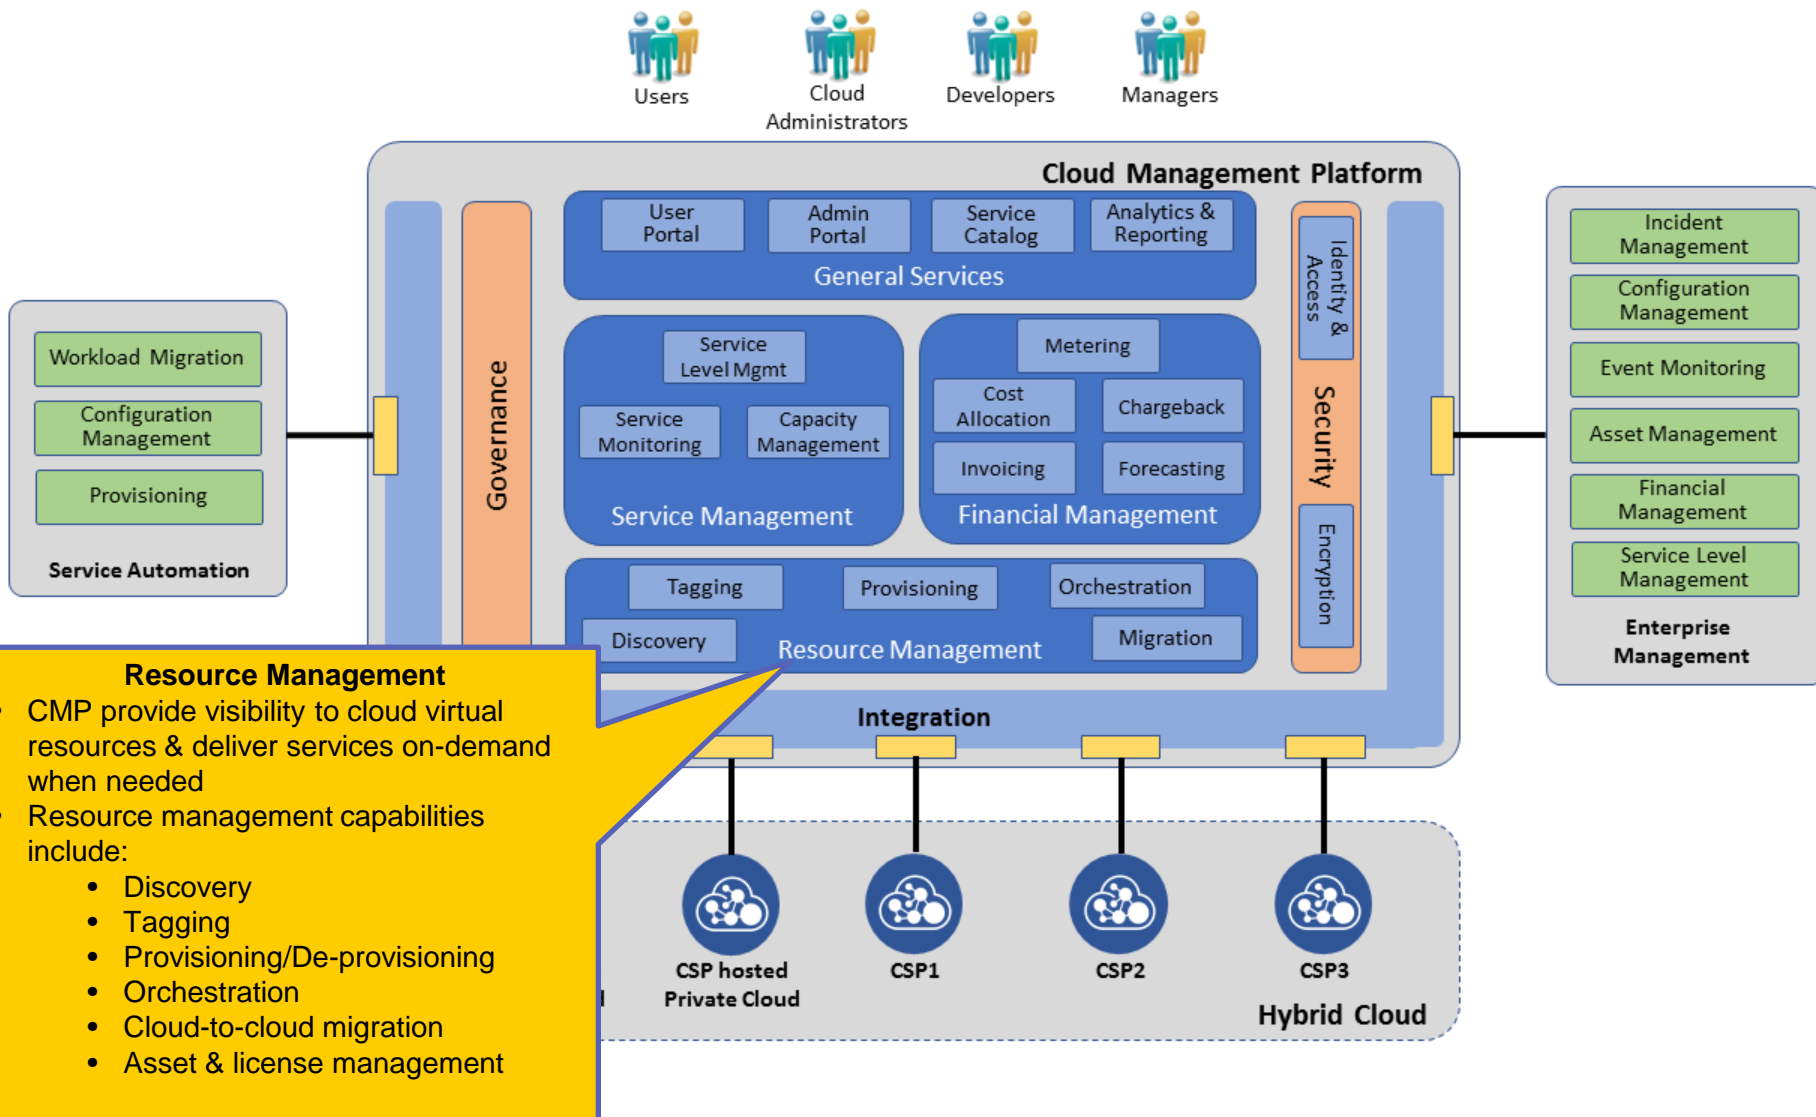 Users
Cloud
Administrators
Developers
Managers
Cloud Management Platform
User
Portal
Admin
Portal
Service
Catalog
Analytics &
Reporting
General Services
Governance
Service
Level Mgmt
Service
Monitoring
Capacity
Management
Service Management
Metering
Cost
Allocation
Chargeback
Invoicing
Forecasting
Financial Management
Identity &
Access
Security
Encryption
Tagging
Provisioning
Orchestration
Discovery
Resource Management
Migration
Integration
Workload Migration
Configuration
Management
Provisioning
Service Automation
Incident
Management
Configuration
Management
Event Monitoring
Asset Management
Financial
Management
Service Level
Management
Enterprise
Management
Resource Management
• CMP provide visibility to cloud virtual
resources & deliver services on-demand
when needed
• Resource management capabilities
include:
• Discovery
• Tagging
• Provisioning/De-provisioning
• Orchestration
• Cloud-to-cloud migration
• Asset & license management
CSP hosted
Private Cloud
CSP1
CSP2
CSP3
Hybrid Cloud